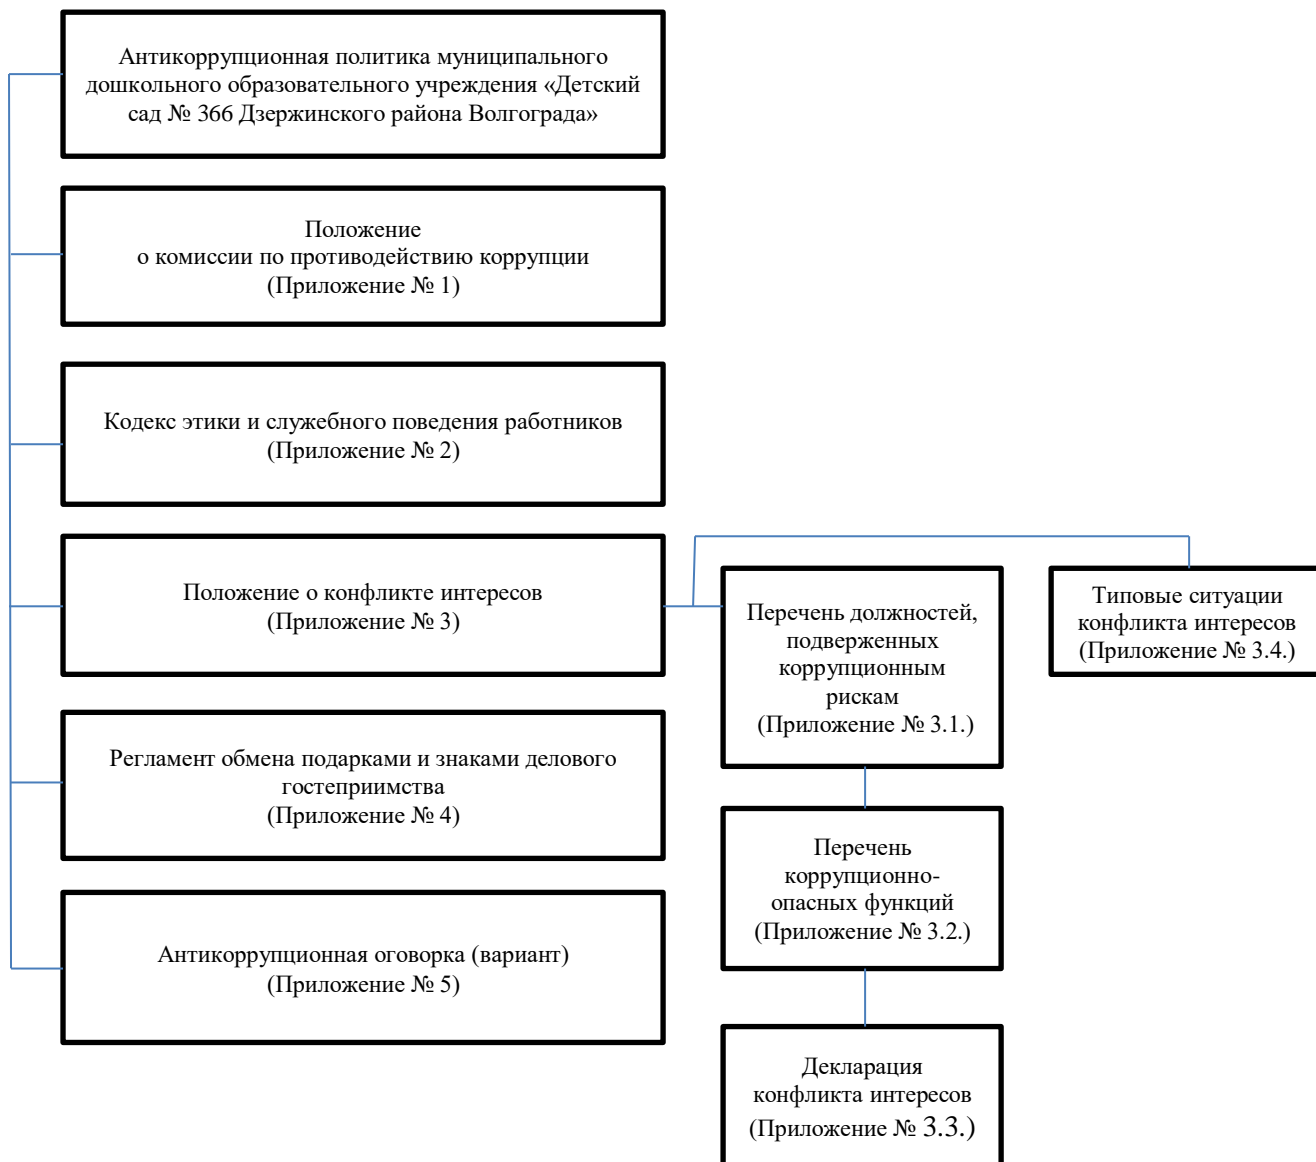 Антикоррупционная политика муниципального
дошкольного образовательного учреждения «Детский
сад № 366 Дзержинского района Волгограда»
Положение
о комиссии по противодействию коррупции
(Приложение № 1)
Кодекс этики и служебного поведения работников
(Приложение № 2)
Положение о конфликте интересов
(Приложение № 3)
Регламент обмена подарками и знаками делового
гостеприимства
(Приложение № 4)
Антикоррупционная оговорка (вариант)
(Приложение № 5)
Перечень должностей,
подверженных
коррупционным
рискам
(Приложение № 3.1.)
Перечень
коррупционно-
опасных функций
(Приложение № 3.2.)
Декларация
конфликта интересов
(Приложение № 3.3.)
Типовые ситуации
конфликта интересов
(Приложение № 3.4.)